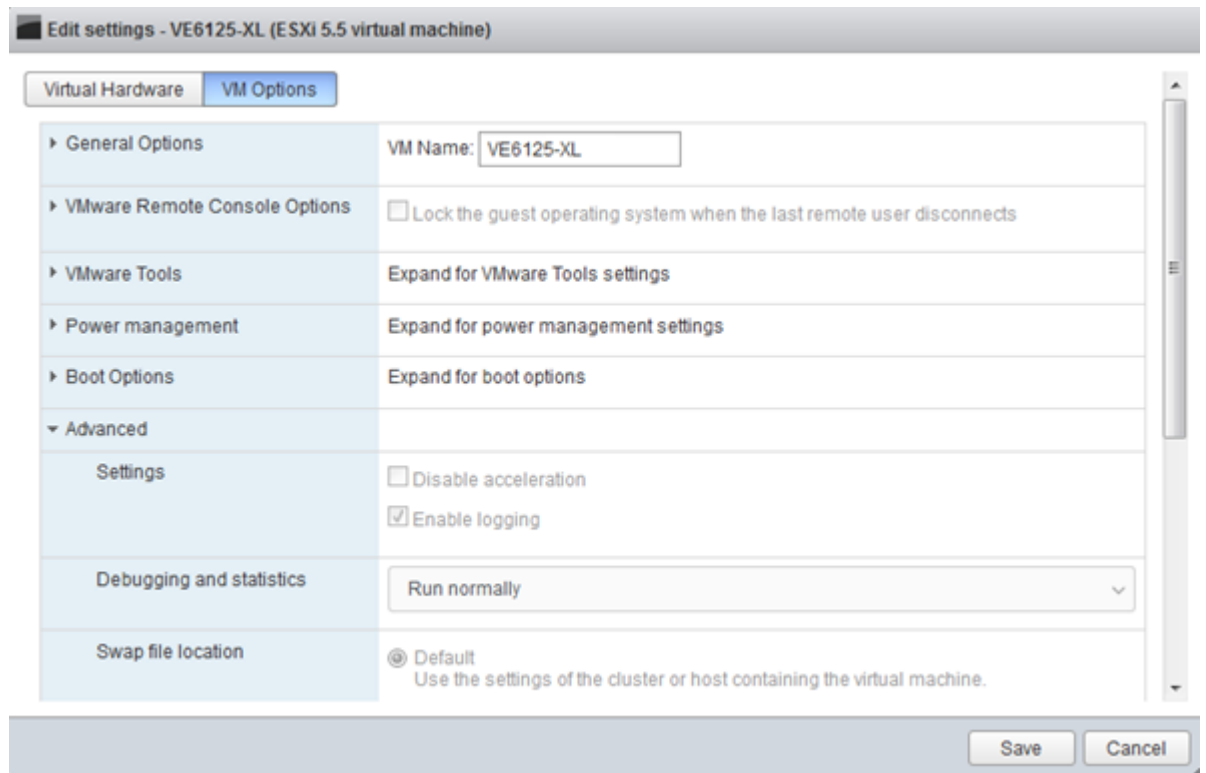 Edit settings - VE6125-XL (ESXi 5.5 virtual machine)
Virtual Hardware VM Options
General Options VM Name: VE6125-XL
VMware Remote Console Options Lock the guest operating system when the last remote user disconnects
VMware Tools Expand for VMware Tools settings
Power management Expand for power management settings
Boot Options Expand for boot options
Advanced
Settings Disable acceleration
Enable logging
Debugging and statistics Run normally
Swap file location Default
Use the settings of the cluster or host containing the virtual machine.
Save Cancel